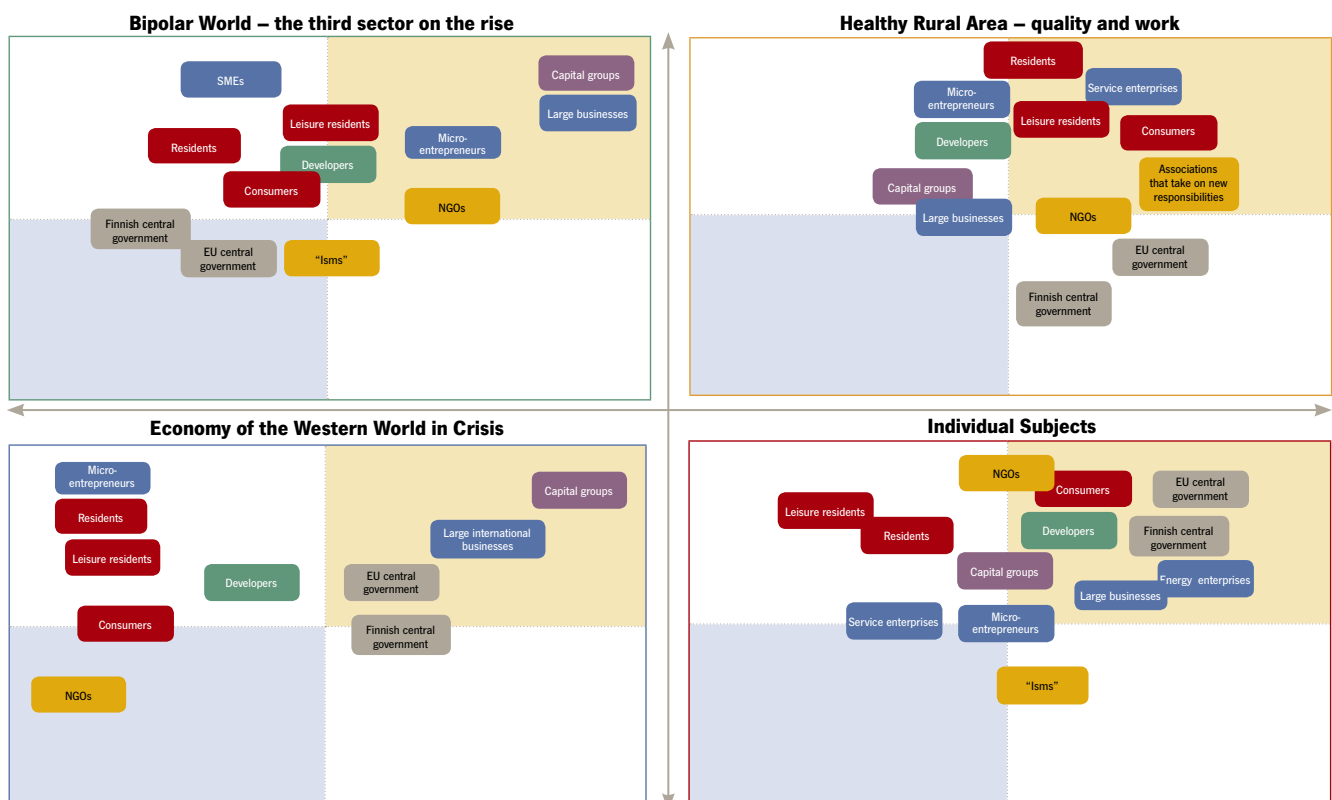 Bipolar World – the third sector on the rise
SMEs
Capital groups
Large businesses
Leisure residents
Micro-
entrepreneurs
Residents
Developers
Consumers
NGOs
Finnish central
government
EU central
government
“Isms”
Healthy Rural Area – quality and work
Residents
Service enterprises
Micro-
entrepreneurs
Leisure residents
Consumers
Developers
Associations
that take on new
responsibilities
Capital groups
Large businesses
NGOs
EU central
government
Finnish central
government
Economy of the Western World in Crisis
Micro-
entrepreneurs
Capital groups
Residents
Large international
businesses
Leisure residents
Developers
EU central
government
Consumers
Finnish central
government
NGOs
Individual Subjects
NGOs
Consumers
EU central
government
Leisure residents
Residents
Developers
Finnish central
government
Capital groups
Energy enterprises
Large businesses
Service enterprises
Micro-
entrepreneurs
“Isms”